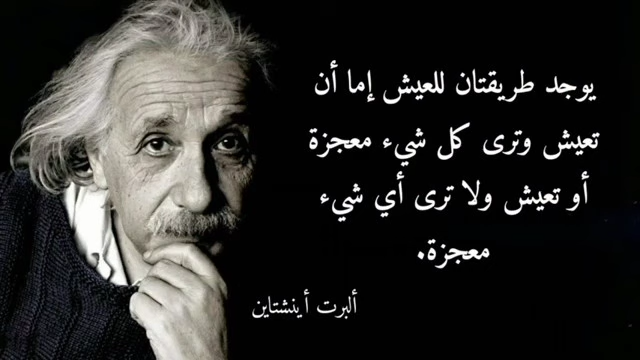 يوجد طريقتان للعيش إما أن
تعيش وترى كل شيء معجزة
أو تعيش ولا ترى أي شيء
معجزة.
ألبرت أينشتاين